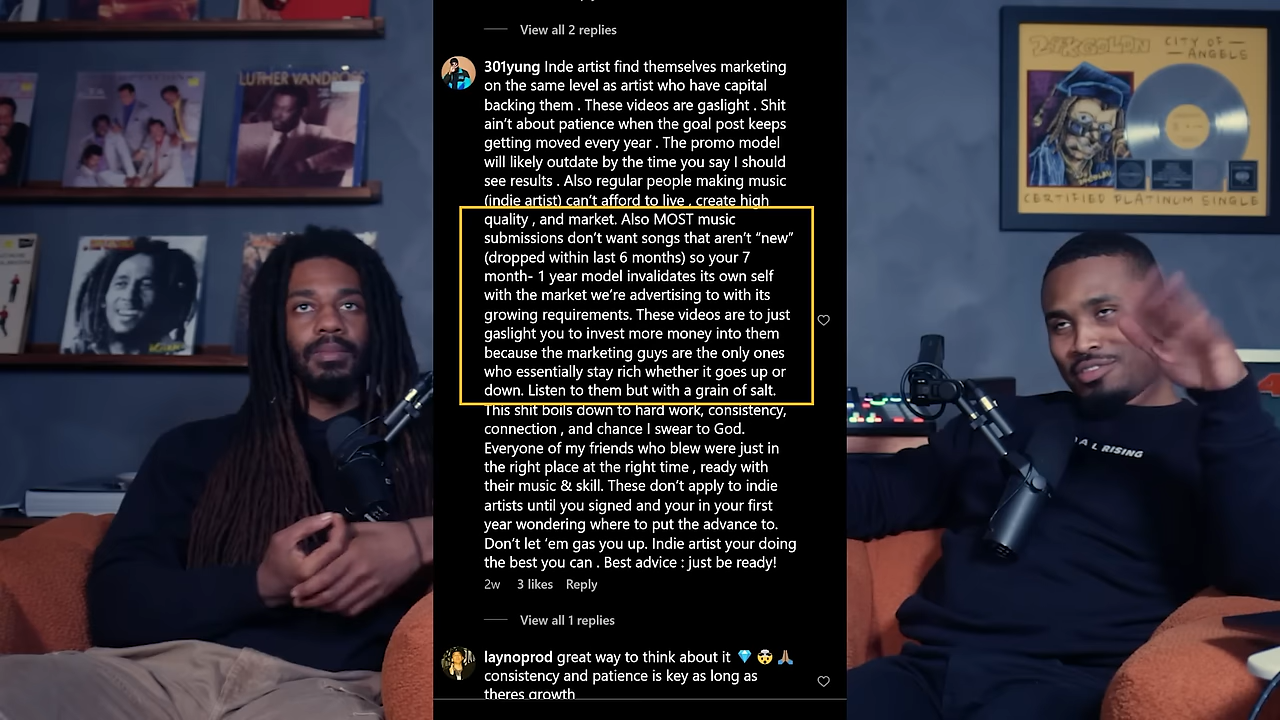 View all 2 replies
301yung Inde artist find themselves marketing
on the same level as artist who have capital
backing them . These videos are gaslight . Shit
ain't about patience when the goal post keeps
getting moved every year . The promo model
will likely outdate by the time you say I should
see results . Also regular people making music
(indie artist) can't afford to live , create high
quality , and market. Also MOST music
submissions don't want songs that aren't "new"
(dropped within last 6 months) so your 7
month- 1 year model invalidates its own self
with the market we're advertising to with its
growing requirements. These videos are to just
gaslight you to invest more money into them
because the marketing guys are the only ones
who essentially stay rich whether it goes up or
down. Listen to them but with a grain of salt.
This shit boils down to hard work, consistency,
connection , and chance I swear to God.
Everyone of my friends who blew were just in
the right place at the right time , ready with
their music & skill. These don't apply to indie
artists until you signed and your in your first
year wondering where to put the advance to.
Don't let 'em gas you up. Indie artist your doing
the best you can . Best advice : just be ready!
2w 3 likes Reply
View all 1 replies
laynoprod great way to think about it 💎 🤯 🙏🏽
consistency and patience is key as long as
theres growth
LUTHER VANDROSS
CITY OF
ANGELS
CERTIFIED PLATINUM SINGLE
A L RISING